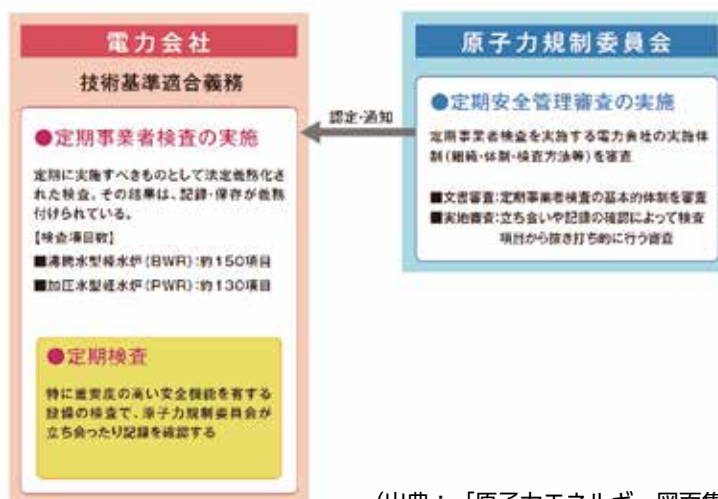 電力会社
技術基準適合義務
●定期事業者検査の実施
定期に実施すべきものとして法定義務化さ
れた検査。その結果は、記録・保存が義務
付けられている。
【検査項目数】
■沸騰水型軽水炉(BWR):約150項目
■加圧水型軽水炉(PWR):約130項目
●定期検査
特に重要度の高い安全機能を有する
設備の検査で、原子力規制委員会が
立ち会ったり記録を確認する
認定・通知
原子力規制委員会
●定期安全管理審査の実施
定期事業者検査を実施する電力会社の実施体
制(組織・体制・検査方法等)を審査
■文書審査:定期事業者検査の基本的体制を審査
■実地審査:立ち会いや記録の確認によって検査
項目から抜き打ち的に行う審査
(出典:「原子力エネルギー図面集